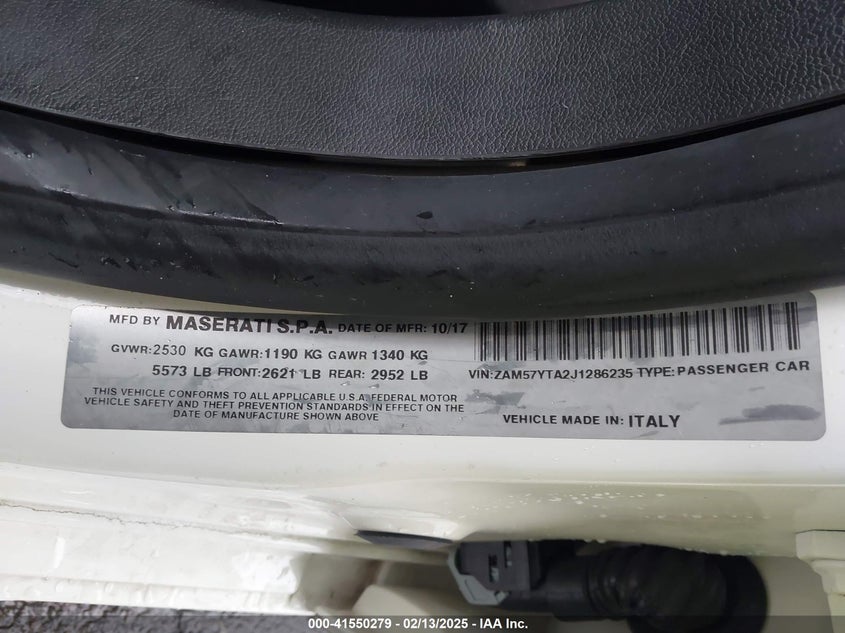 MFD BY MASERATI S.P.A. DATE OF MFR: 10/17
GVWR:2530 KG GAWR:1190 KG GAWR 1340 KG
5573 LB FRONT:2621 LB REAR: 2952 LB
THIS VEHICLE CONFORMS TO ALL APPLICABLE U.S.A. FEDERAL MOTOR
VEHICLE SAFETY AND THEFT PREVENTION STANDARDS IN EFFECT ON THE
DATE OF MANUFACTURE SHOWN ABOVE
VIN:ZAM57YTA2J1286235 TYPE:PASSENGER CAR
VEHICLE MADE IN: ITALY
000-41550279 - 02/13/2025 - IAA Inc.